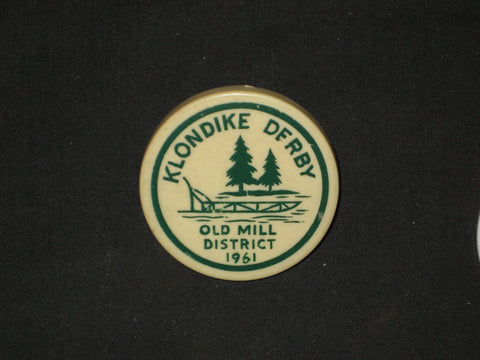 KLONDIKE DERBY
OLD MILL
DISTRICT
1961